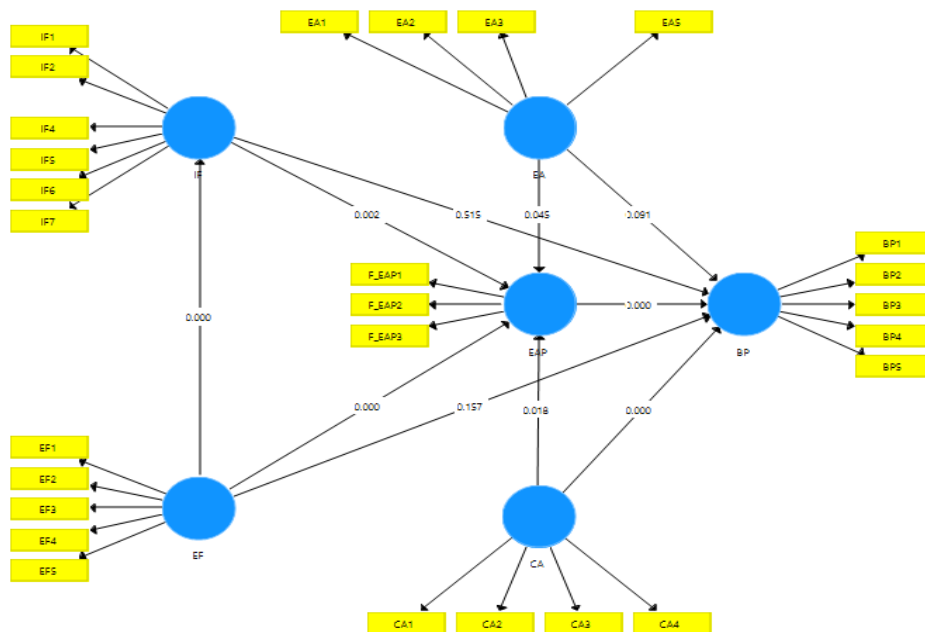 EA1
EA2
EA3
EA5
IF1
IF2
IF4
IF5
IF6
IF7
IF
EA
0.002
0.515
0.045
0.091
BP1
BP2
BP3
BP4
BP5
F_EAP1
F_EAP2
F_EAP3
0.000
0.000
EAP
BP
0.000
0.157
0.018
0.000
EF1
EF2
EF3
EF4
EF5
EF
CA
CA1
CA2
CA3
CA4